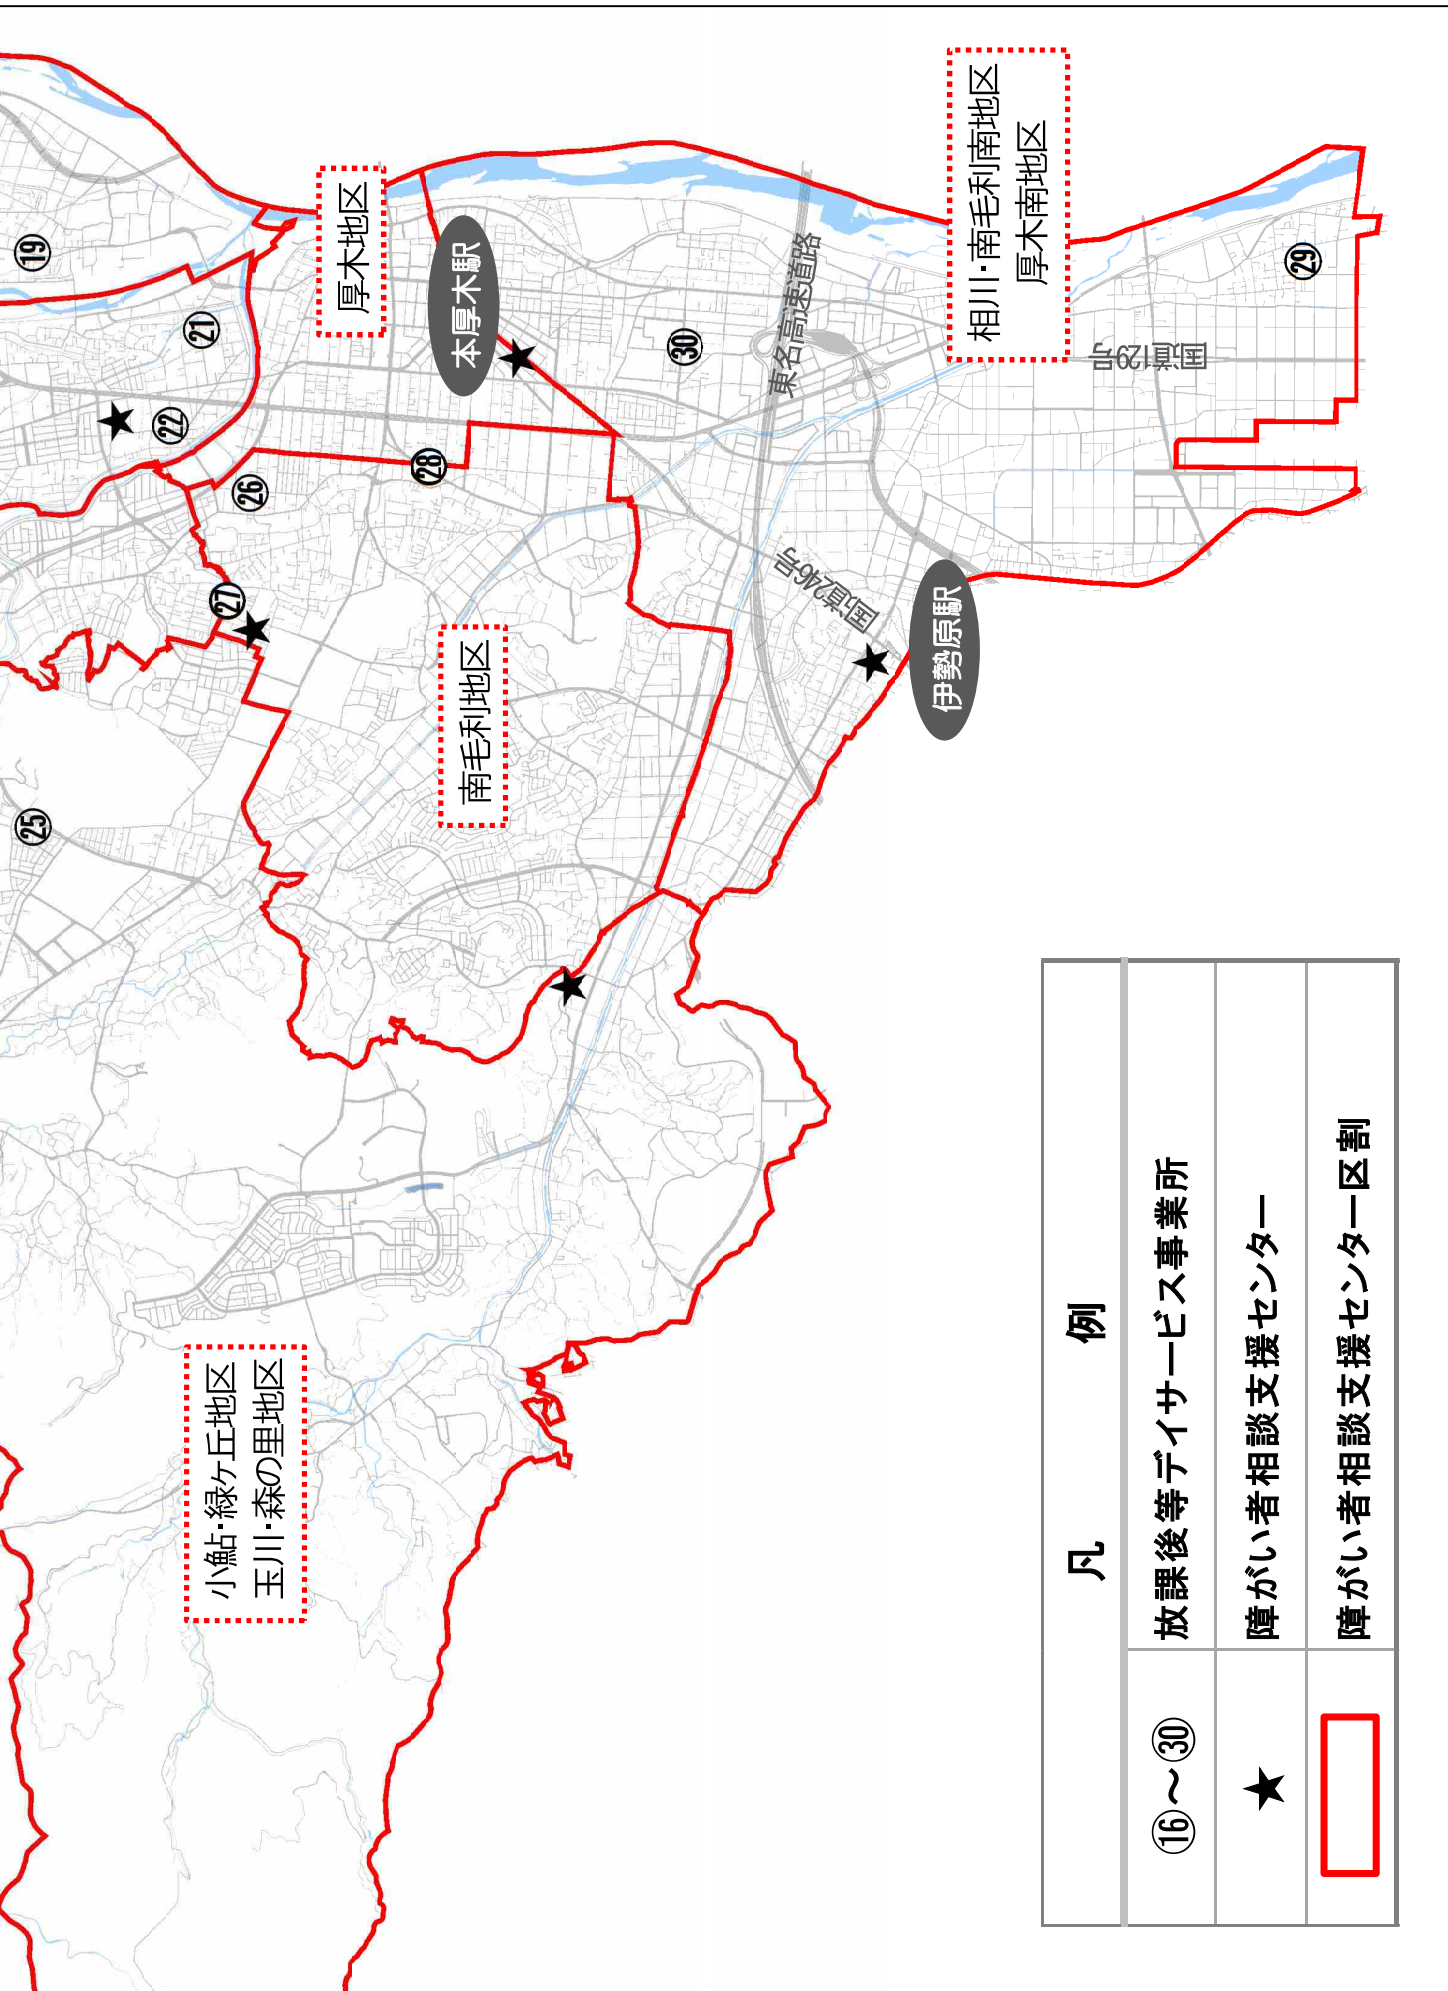 ⑲
㉑
㉒
㉖
㉗
㉘
㉕
㉚
㉙
厚木地区
本厚木駅
東名高速道路
相川・南毛利南地区
厚木南地区
国道129号
国道246号
伊勢原駅
南毛利地区
小鮎・緑ヶ丘地区
玉川・森の里地区
凡 例
⑯～㉚ 放課後等デイサービス事業所
★ 障がい者相談支援センター
障がい者相談支援センター区割